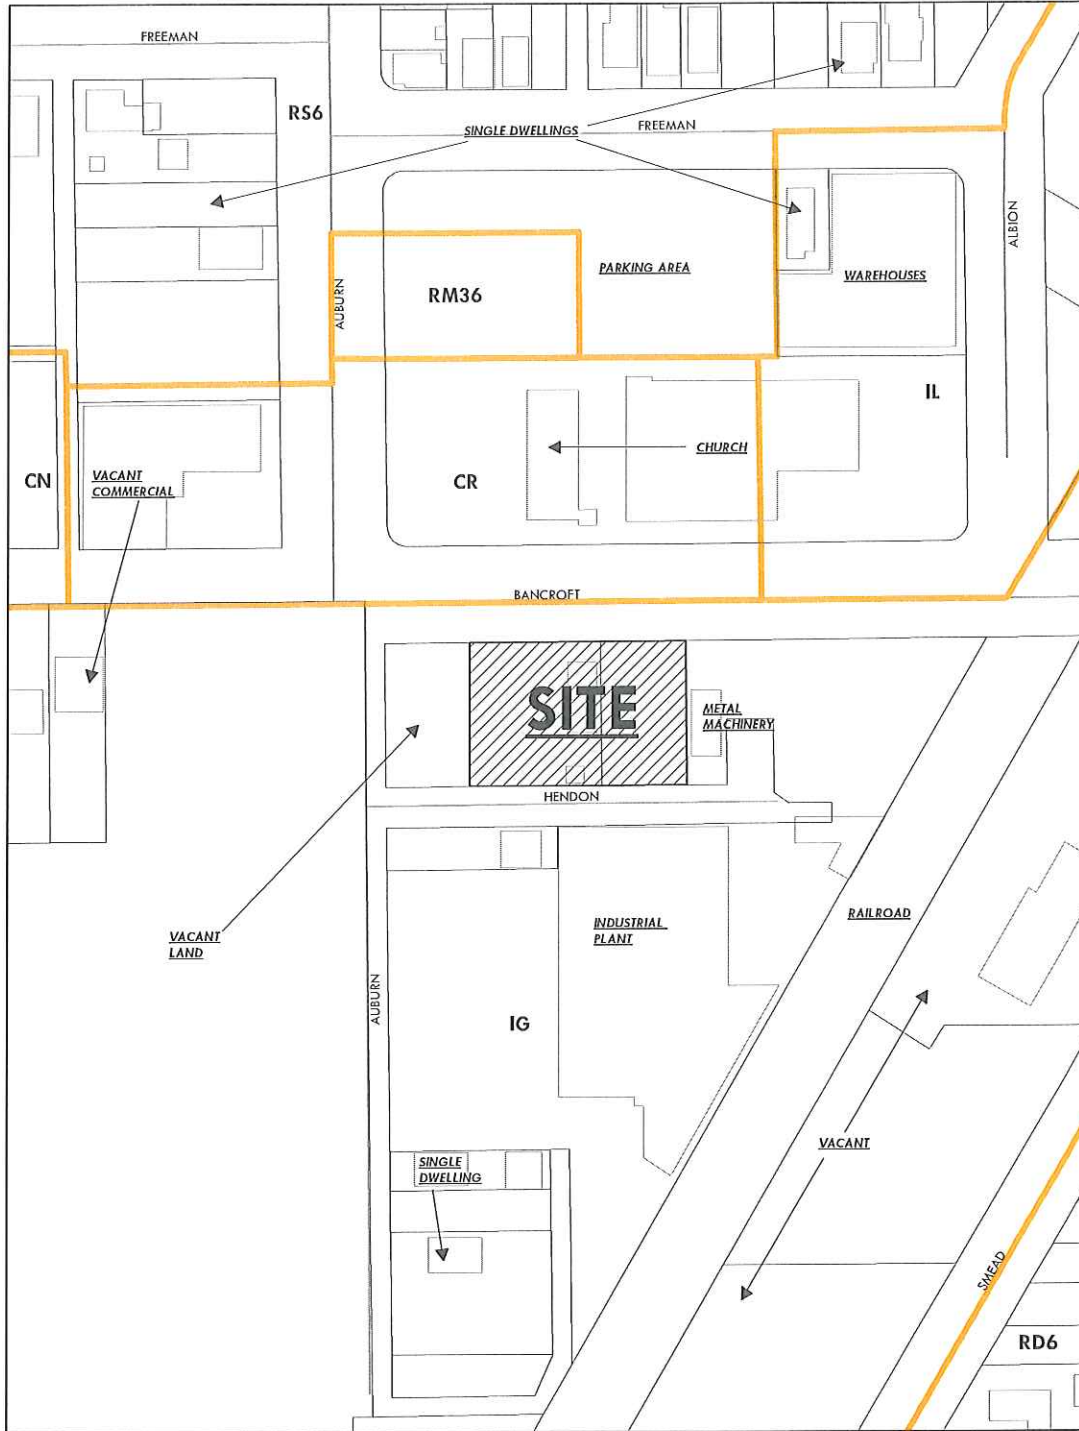 FREEMAN
RS6
SINGLE DWELLINGS
FREEMAN
ALBION
AUBURN
RM36
PARKING AREA
WAREHOUSES
IL
CN
VACANT
COMMERCIAL
CR
CHURCH
BANCROFT
SITE
METAL
MACHINERY
HENDON
VACANT
LAND
INDUSTRIAL
PLANT
RAILROAD
AUBURN
IG
VACANT
SINGLE
DWELLING
SMEAD
RD6